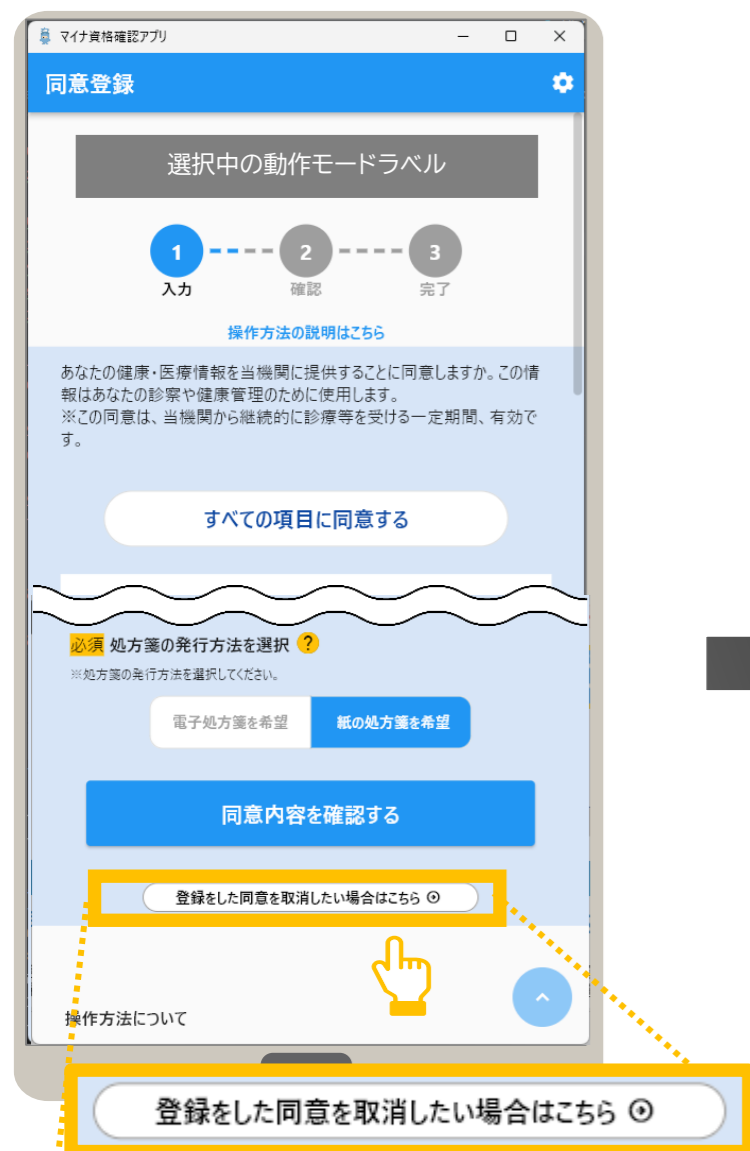 マイナ資格確認アプリ
同意登録
選択中の動作モードラベル
1 2 3
入力 確認 完了
操作方法の説明はこちら
あなたの健康・医療情報を当機関に提供することに同意しますか。この情
報はあなたの診察や健康管理のために使用します。
※この同意は、当機関から継続的に診療等を受ける一定期間、有効で
す。
すべての項目に同意する
必須 処方箋の発行方法を選択 ?
※処方箋の発行方法を選択してください。
電子処方箋を希望 紙の処方箋を希望
同意内容を確認する
登録をした同意を取消したい場合はこちら
操作方法について
登録をした同意を取消したい場合はこちら